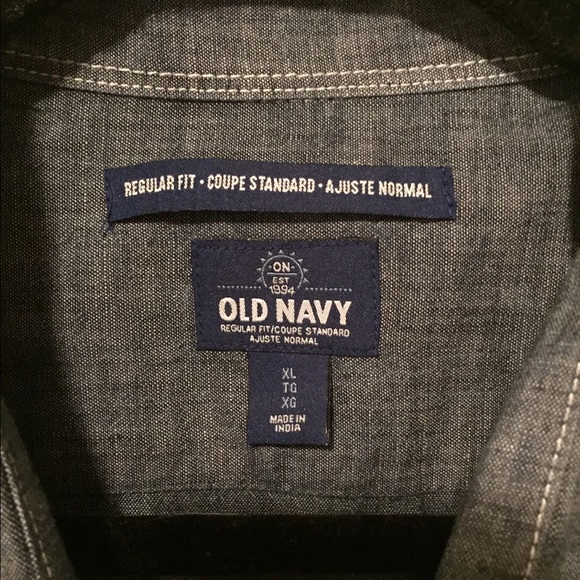 REGULAR FIT • COUPE STANDARD • AJUSTE NORMAL
ON
EST
1994
OLD NAVY
REGULAR FIT/COUPE STANDARD
AJUSTE NORMAL
XL
TG
XG
MADE IN
INDIA